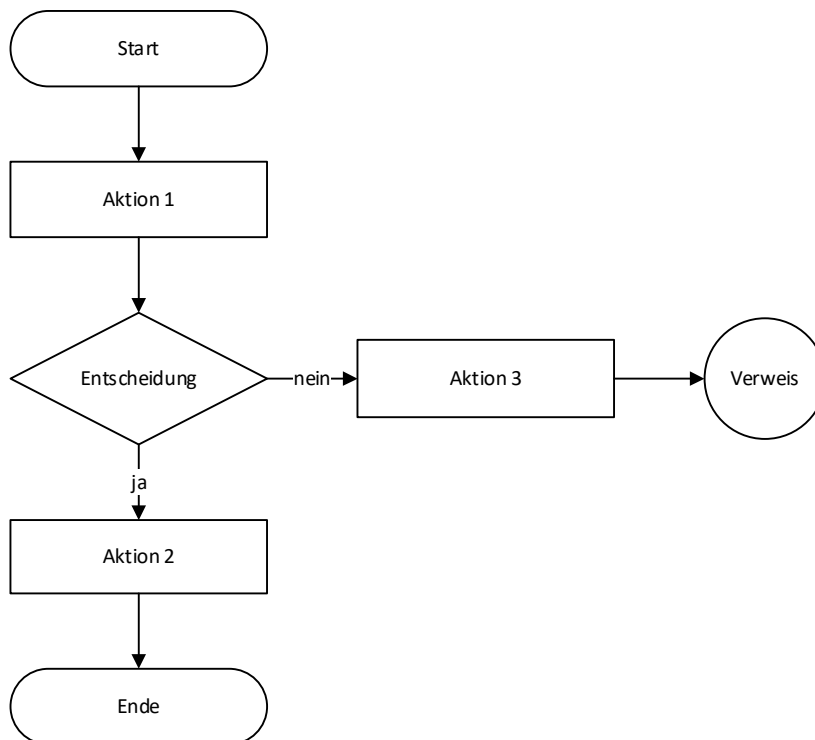 Start
Aktion 1
Entscheidung
nein
Aktion 3
Verweis
ja
Aktion 2
Ende